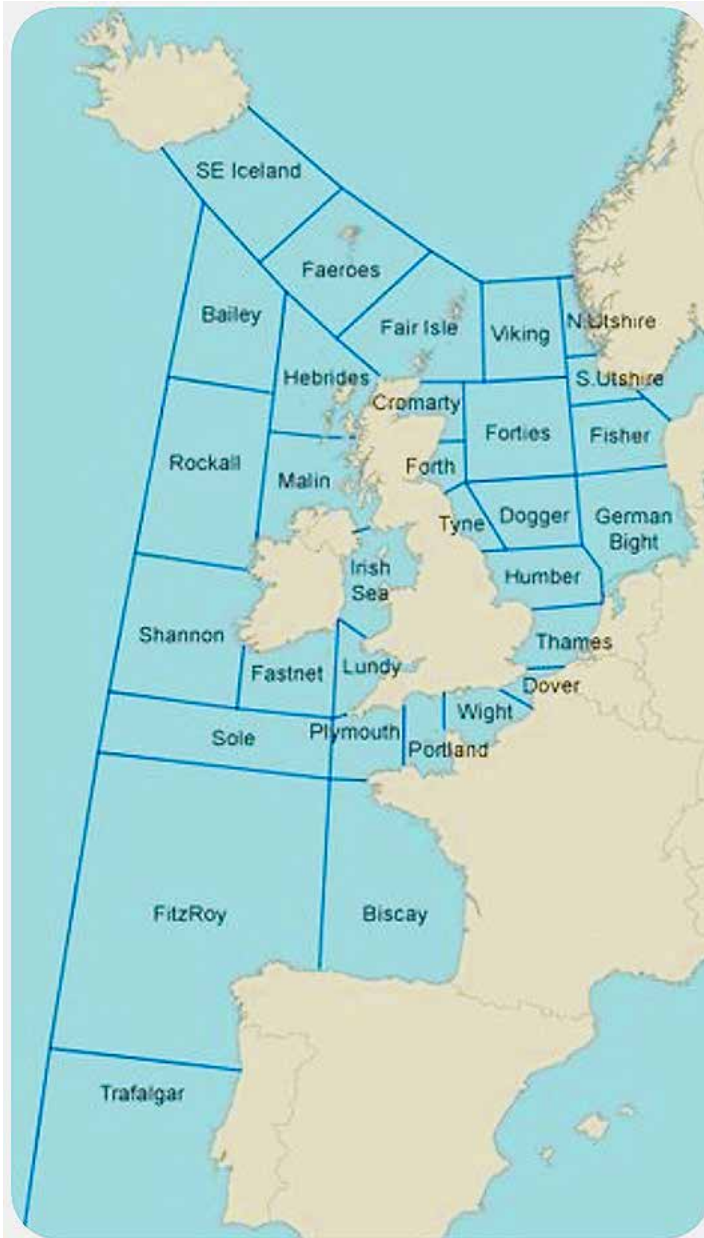 SE Iceland
Faeroes
Bailey
Fair Isle
Viking
N.Utshire
Hebrides
S.Utshire
Cromarty
Forties
Fisher
Rockall
Forth
Malin
Tyne
Dogger
German
Bight
Irish
Sea
Humber
Shannon
Thames
Fastnet
Lundy
Dover
Wight
Sole
Plymouth
Portland
FitzRoy
Biscay
Trafalgar